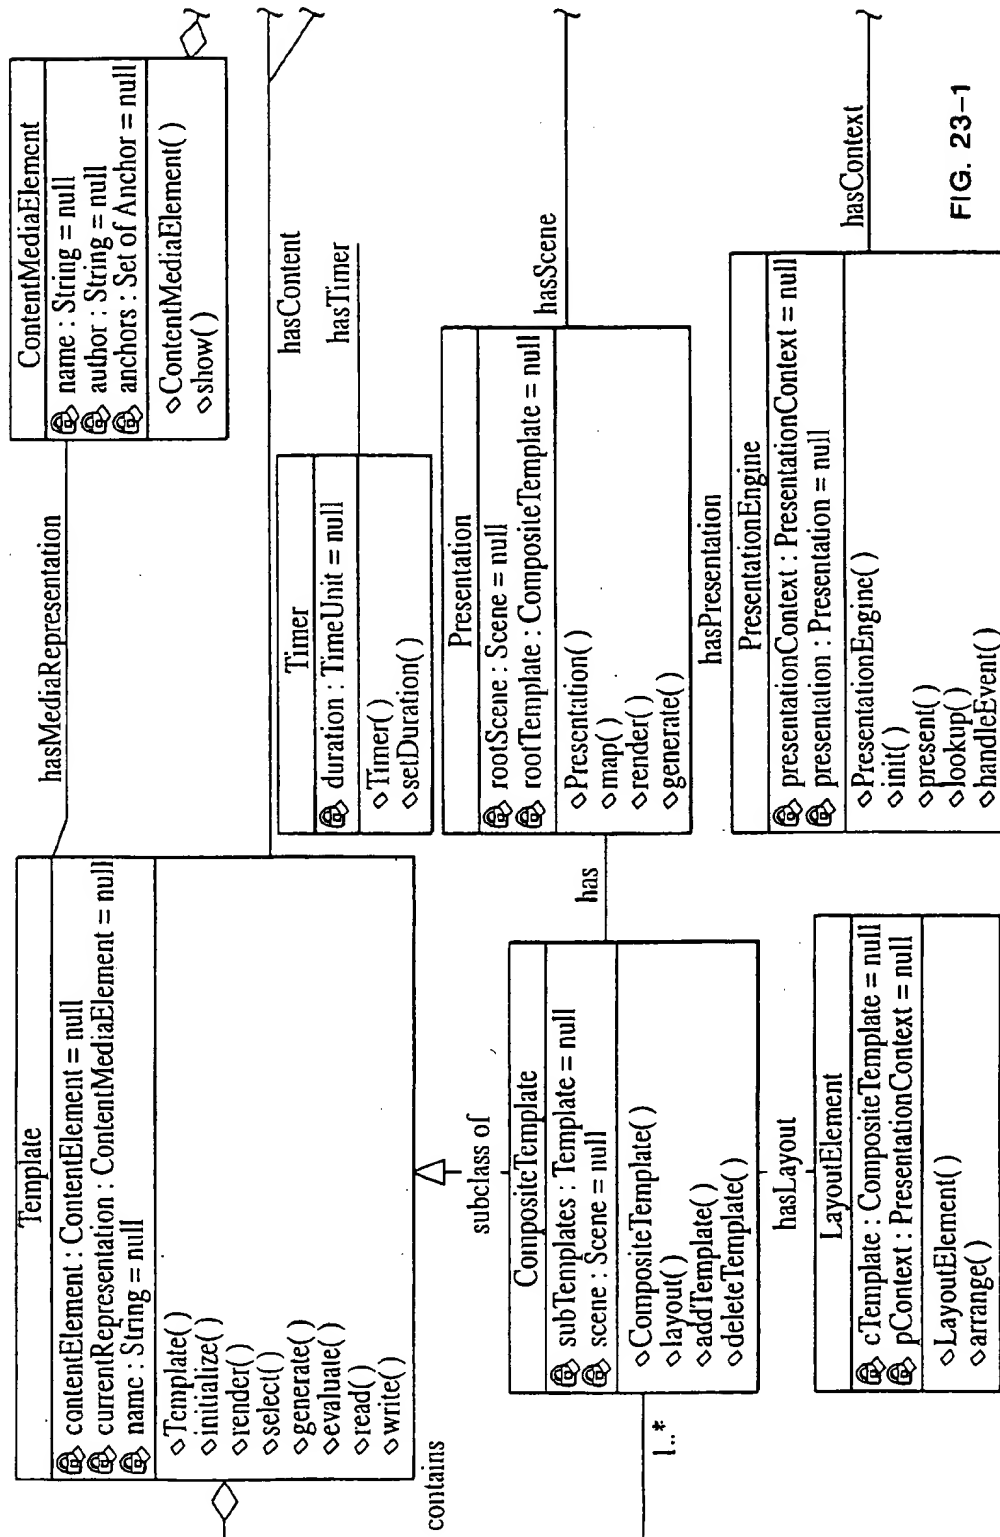 Template
contentElement : ContentElement = null
currentRepresentation : ContentMediaElement = null
name : String = null
Template()
initialize()
render()
select()
generate()
evaluate()
read()
write()
contains
hasMediaRepresentation
ContentMediaElement
name : String = null
author : String = null
anchors : Set of Anchor = null
ContentMediaElement()
show()
hasContent
Timer
duration : TimeUnit = null
Timer()
setDuration()
hasTimer
subclass of
CompositeTemplate
subTemplates : Template = null
scene : Scene = null
CompositeTemplate()
layout()
addTemplate()
deleteTemplate()
1..*
has
Presentation
rootScene : Scene = null
rootTemplate : CompositeTemplate = null
Presentation()
map()
render()
generate()
hasScene
hasLayout
LayoutElement
cTemplate : CompositeTemplate = null
pContext : PresentationContext = null
LayoutElement()
arrange()
hasPresentation
PresentationEngine
presentationContext : PresentationContext = null
presentation : Presentation = null
PresentationEngine()
init()
present()
lookup()
handleEvent()
hasContext
FIG. 23-1